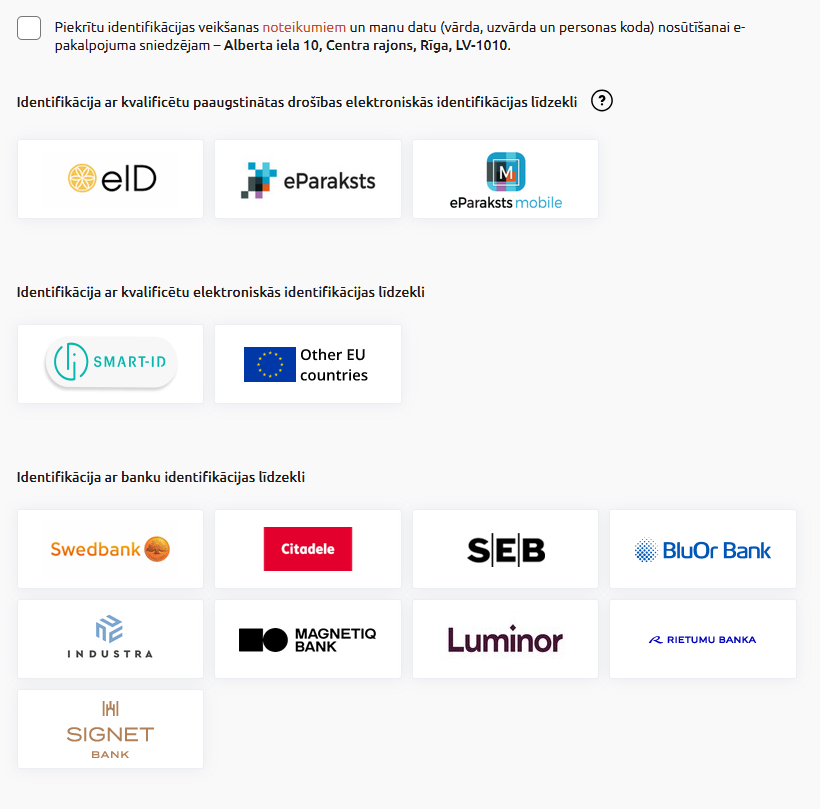 Piekrītu identifikācijas veikšanas noteikumiem un manu datu (vārda, uzvārda un personas koda) nosūtīšanai e-
pakalpojuma sniedzējam – Alberta iela 10, Centra rajons, Rīga, LV-1010.
Identifikācija ar kvalificētu paaugstinātas drošības elektroniskās identifikācijas līdzekli ?
eID
eParaksts
M
eParaksts mobile
Identifikācija ar kvalificētu elektroniskās identifikācijas līdzekli
SMART-ID
Other EU
countries
Identifikācija ar banku identifikācijas līdzekli
Swedbank
Citadele
SEB
BluOr Bank
INDUSTRA
MAGNETIQ
BANK
Luminor
RIETUMU BANKA
SIGNET
BANK